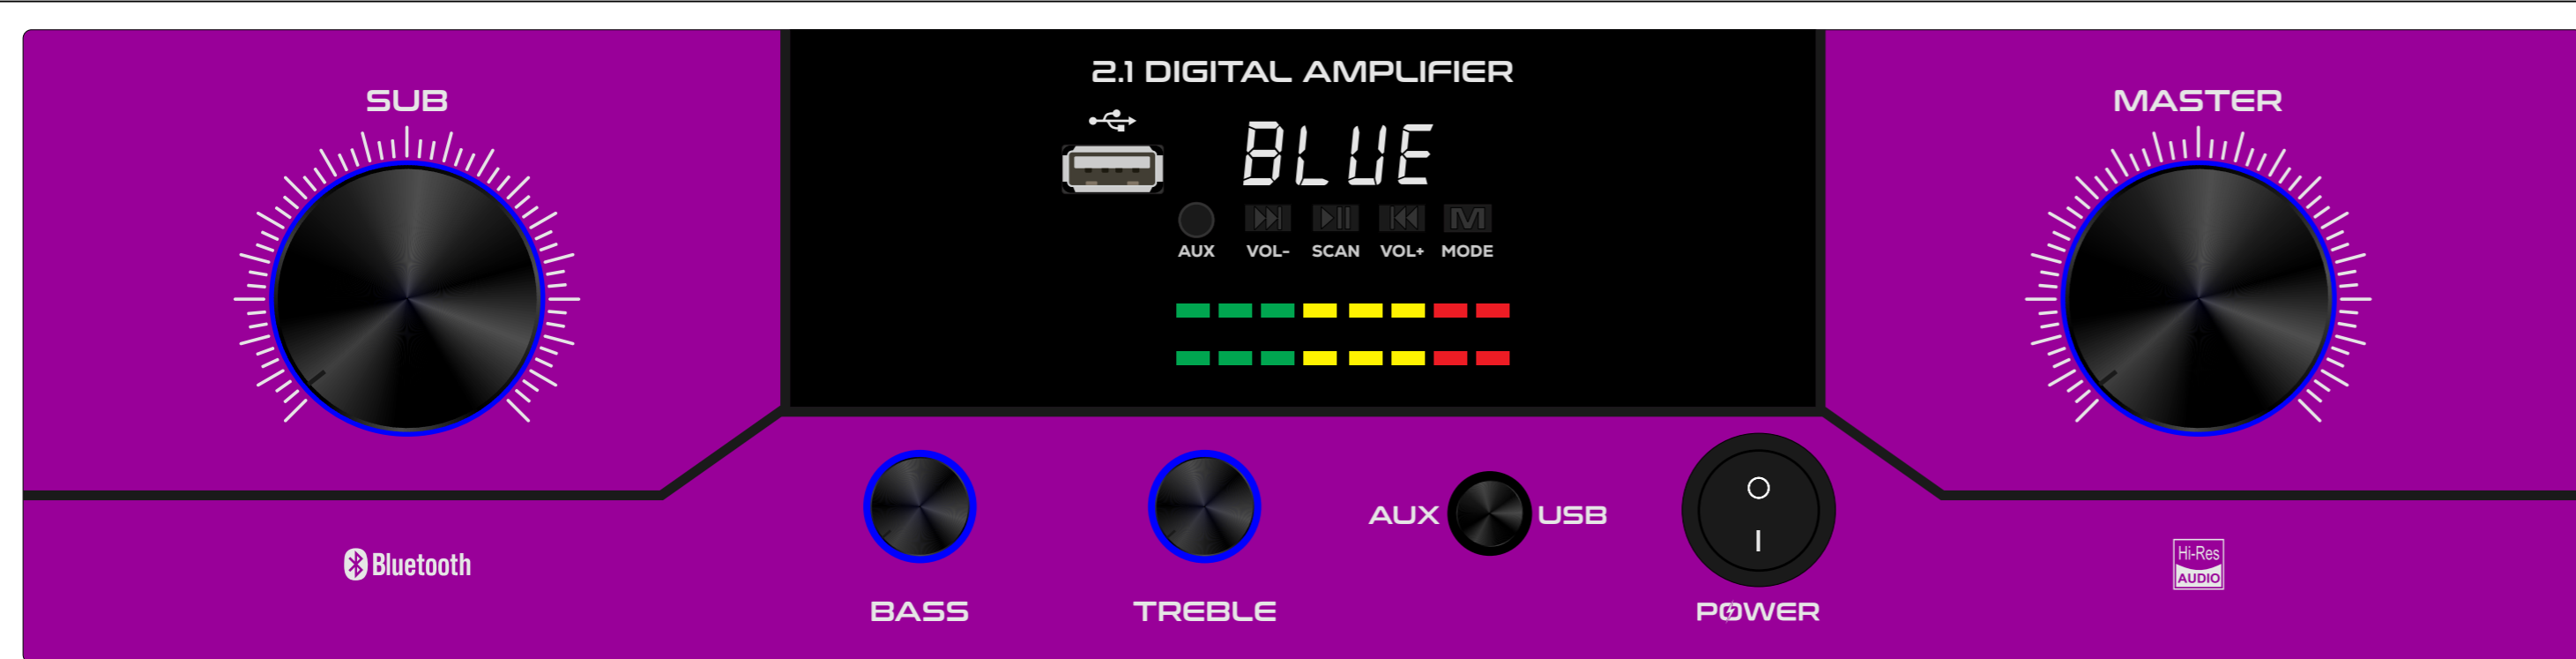 2.1 DIGITAL AMPLIFIER
SUB
MASTER
BLUE
M
AUX VOL- SCAN VOL+ MODE
AUX USB
Bluetooth
Hi-Res
AUDIO
BASS TREBLE POWER